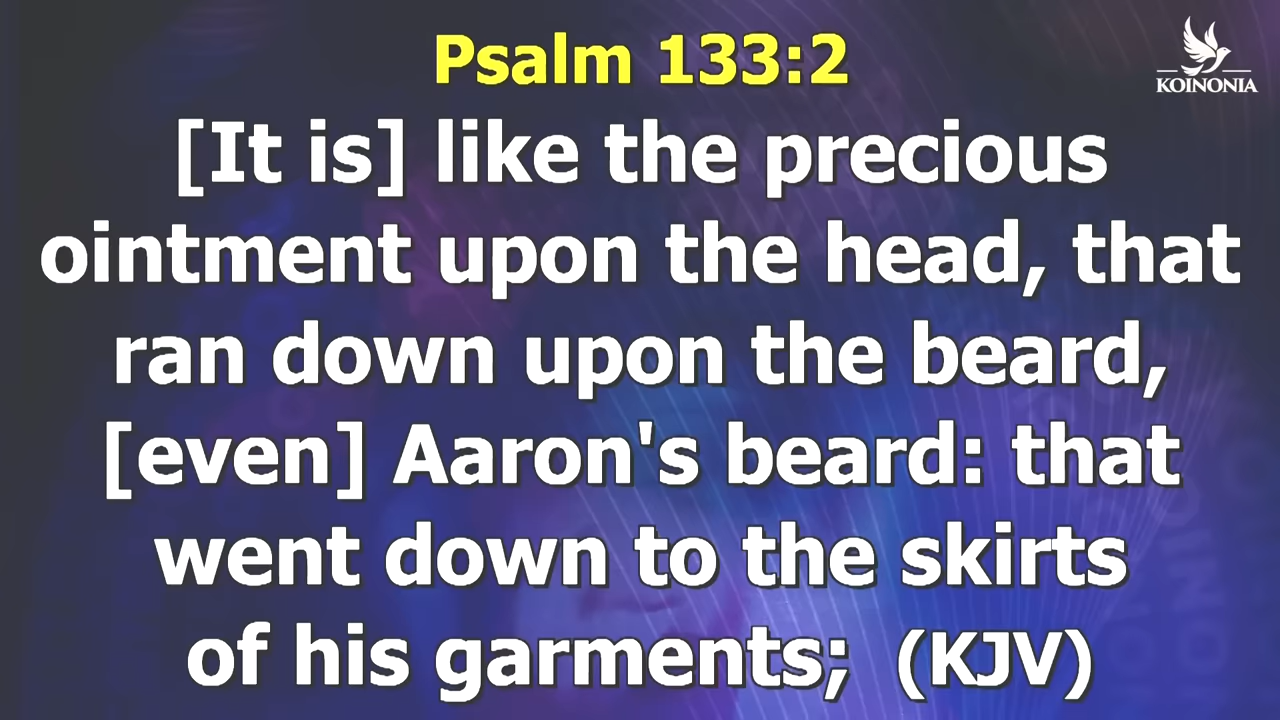 Psalm 133:2
KOINONIA
[It is] like the precious
ointment upon the head, that
ran down upon the beard,
[even] Aaron's beard: that
went down to the skirts
of his garments;  (KJV)